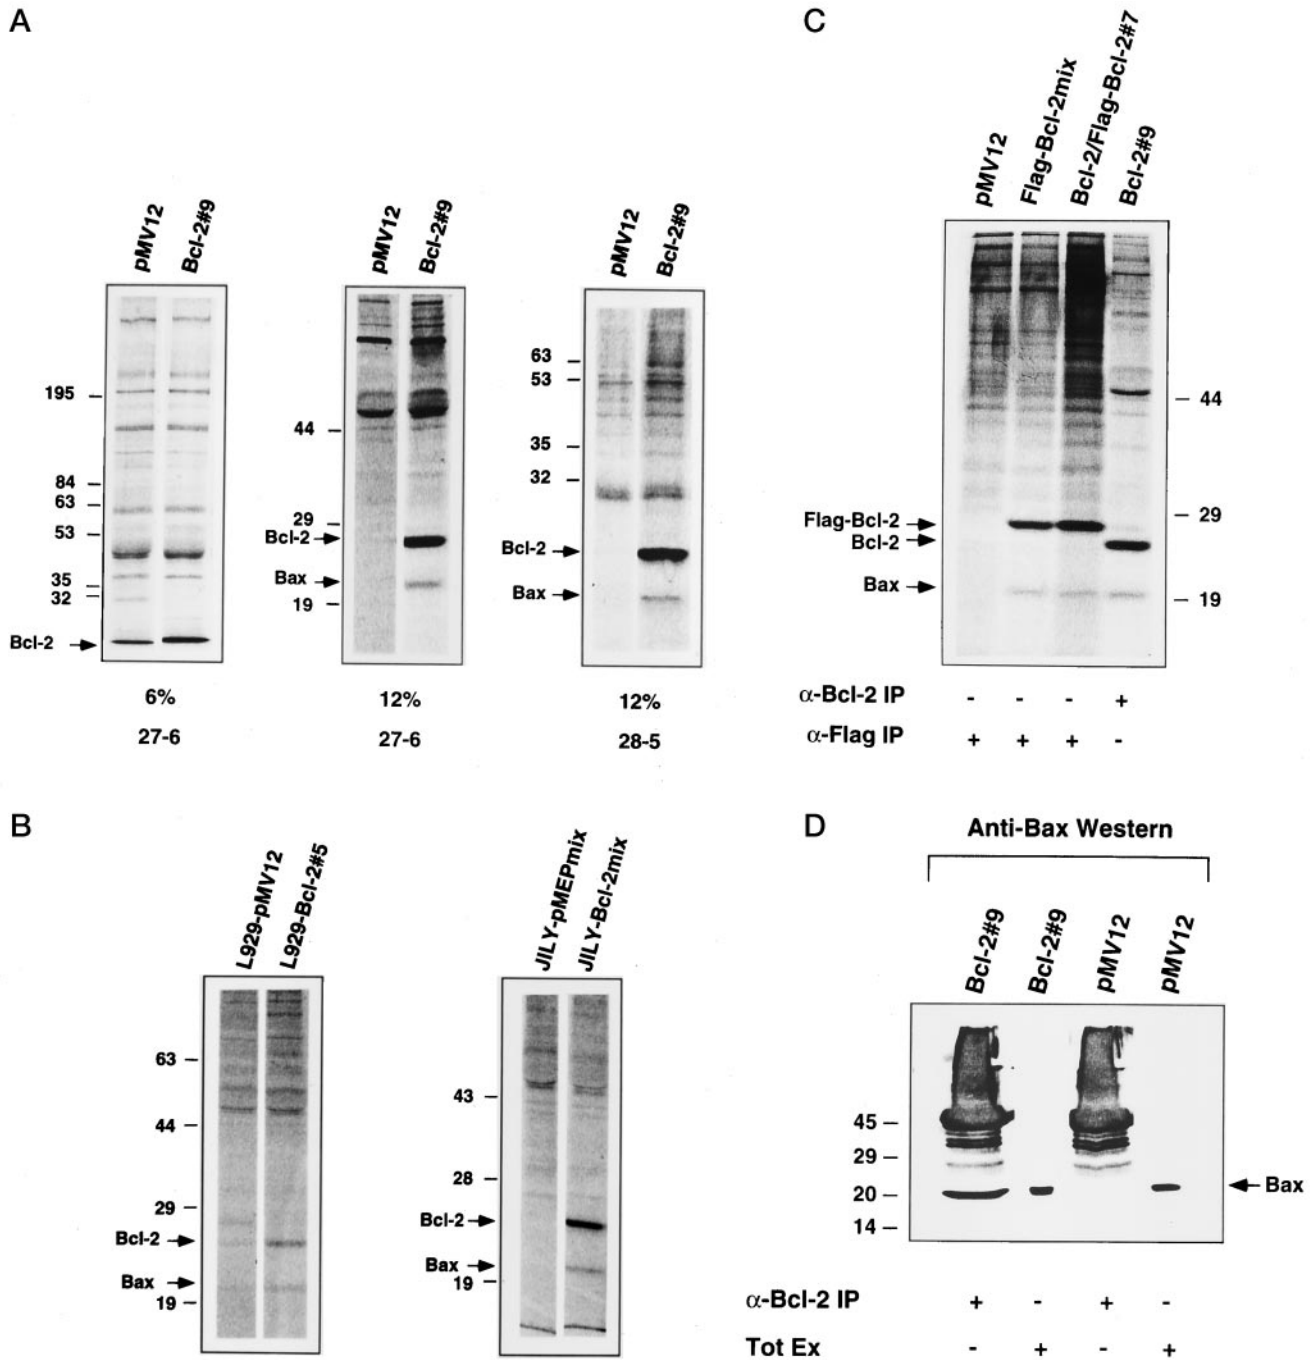 A
pMV12
Bcl-2#9
195
84
63
53
35
32
Bcl-2
6%
27-6
pMV12
Bcl-2#9
44
29
Bcl-2
Bax
19
12%
27-6
pMV12
Bcl-2#9
63
53
35
32
Bcl-2
Bax
12%
28-5
C
pMV12
Flag-Bcl-2mix
Bcl-2/Flag-Bcl-2#7
Bcl-2#9
44
Flag-Bcl-2
29
Bcl-2
Bax
19
α-Bcl-2 IP - - - +
α-Flag IP + + + -
B
L929-pMV12
L929-Bcl-2#5
63
44
29
Bcl-2
Bax
19
JILY-pMEPmix
JILY-Bcl-2mix
43
28
Bcl-2
Bax
19
D
Anti-Bax Western
Bcl-2#9
Bcl-2#9
pMV12
pMV12
45
29
20
Bax
14
α-Bcl-2 IP + - + -
Tot Ex - + - +